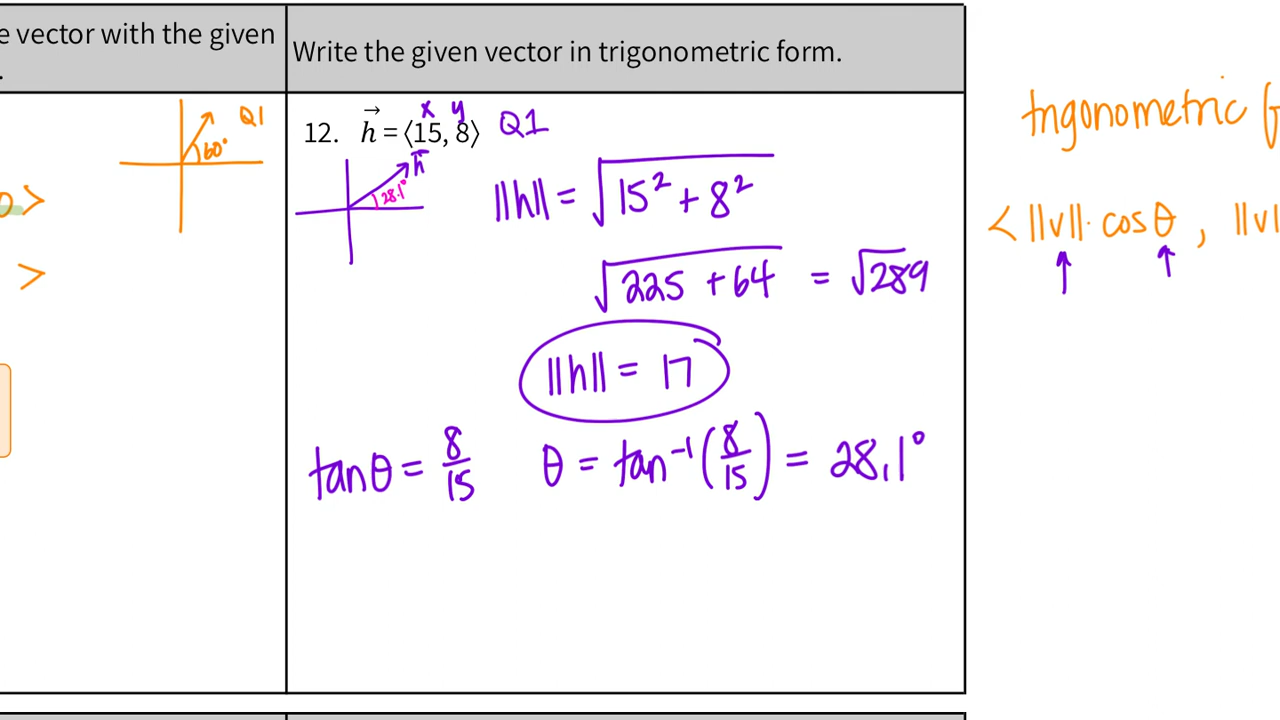 e vector with the given
.
Q1
60°
>
>
Write the given vector in trigonometric form.
x y
12. h⃗ = ⟨15, 8⟩ Q1
h⃗
28.1°
||h|| = √15² + 8²
√225 + 64 = √289
||h|| = 17
tanθ = 8/15 θ = tan⁻¹(8/15) = 28.1°
trigonometric f
< ||v||· cosθ , ||v|